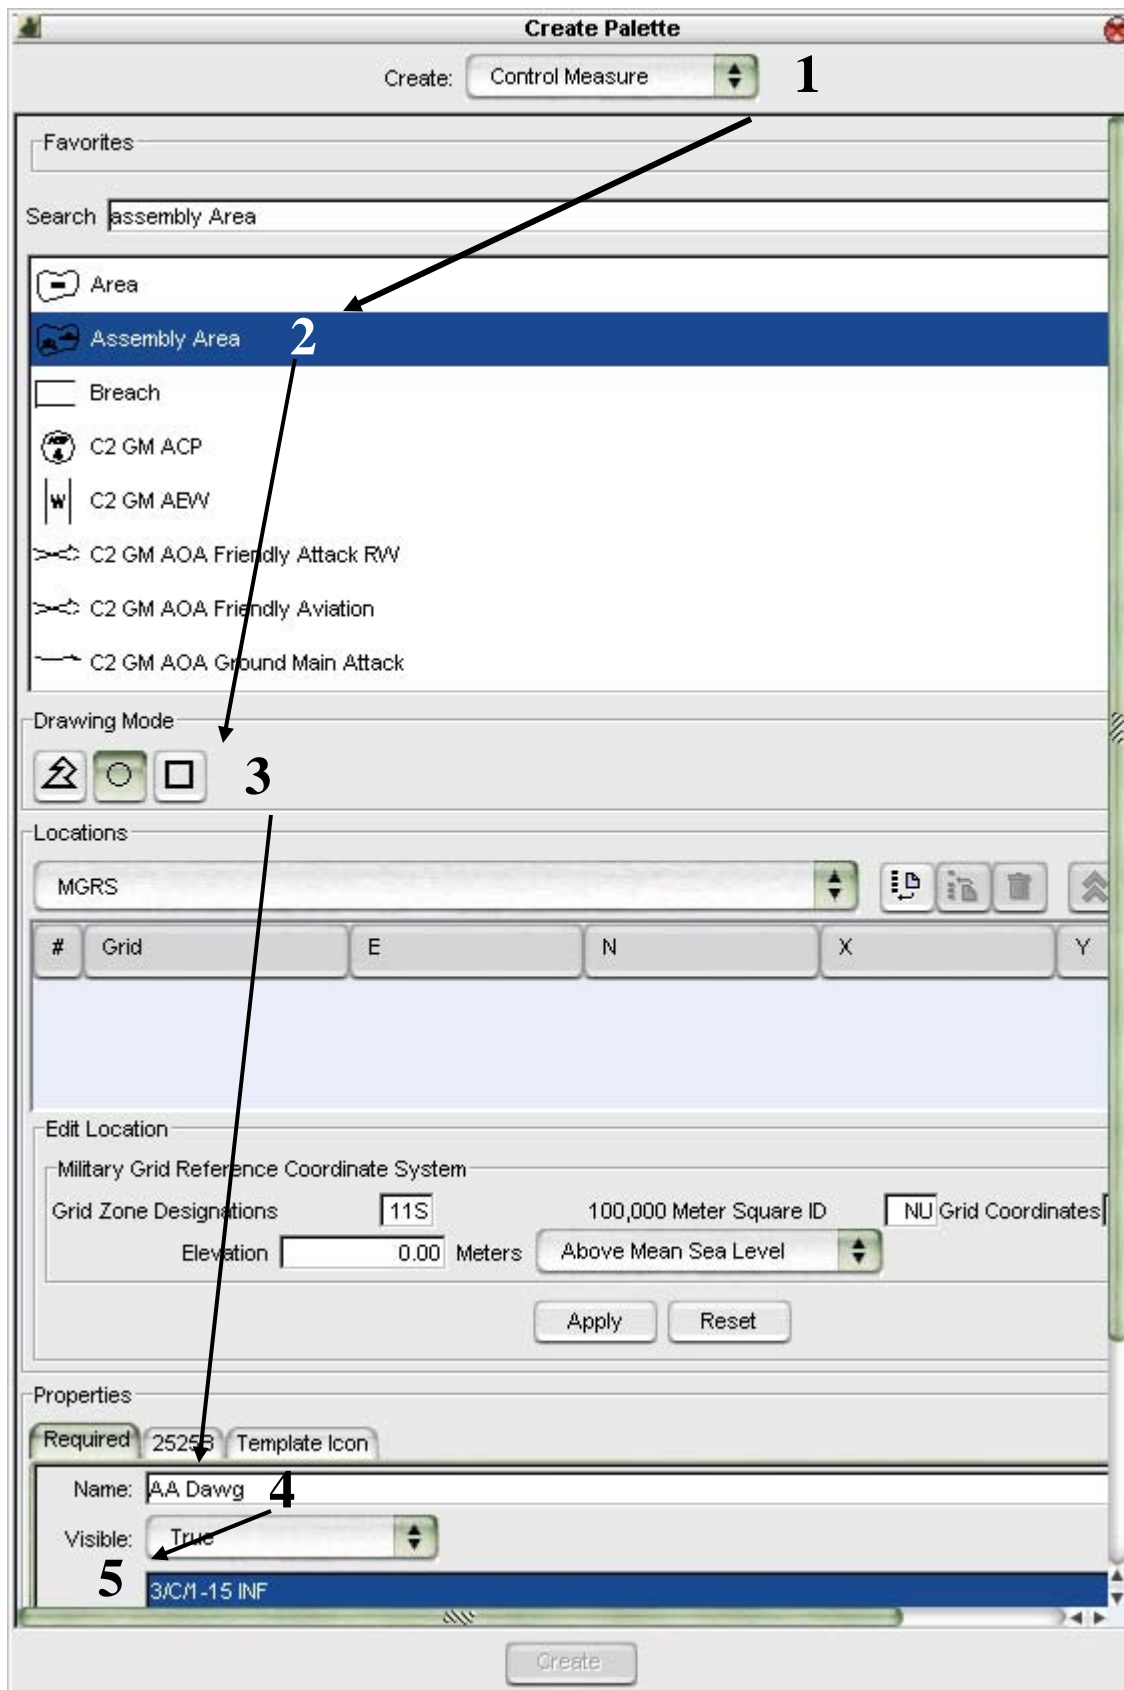 Create Palette
Create: Control Measure 1
Favorites
Search assembly Area
Area
Assembly Area 2
Breach
C2 GM ACP
W C2 GM AEW
C2 GM AOA Friendly Attack RW
C2 GM AOA Friendly Aviation
C2 GM AOA Ground Main Attack
Drawing Mode
3
Locations
MGRS
# Grid E N X Y
Edit Location
Military Grid Reference Coordinate System
Grid Zone Designations 11S 100,000 Meter Square ID NU Grid Coordinates
Elevation 0.00 Meters Above Mean Sea Level
Apply Reset
Properties
Required 2525B Template Icon
Name: AA Dawg 4
Visible: True
5 3/C/1-15 INF
Create